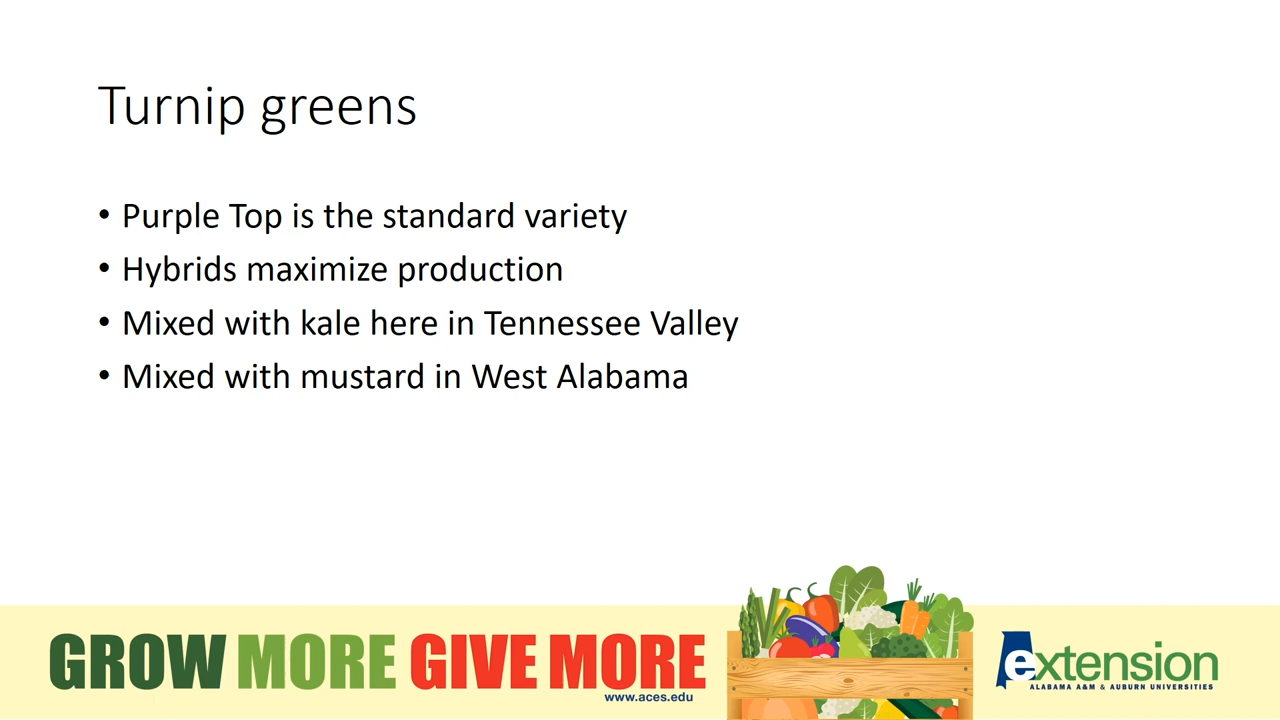 Turnip greens
• Purple Top is the standard variety
• Hybrids maximize production
• Mixed with kale here in Tennessee Valley
• Mixed with mustard in West Alabama
GROW MORE GIVE MORE
www.aces.edu
extension
ALABAMA A&M & AUBURN UNIVERSITIES